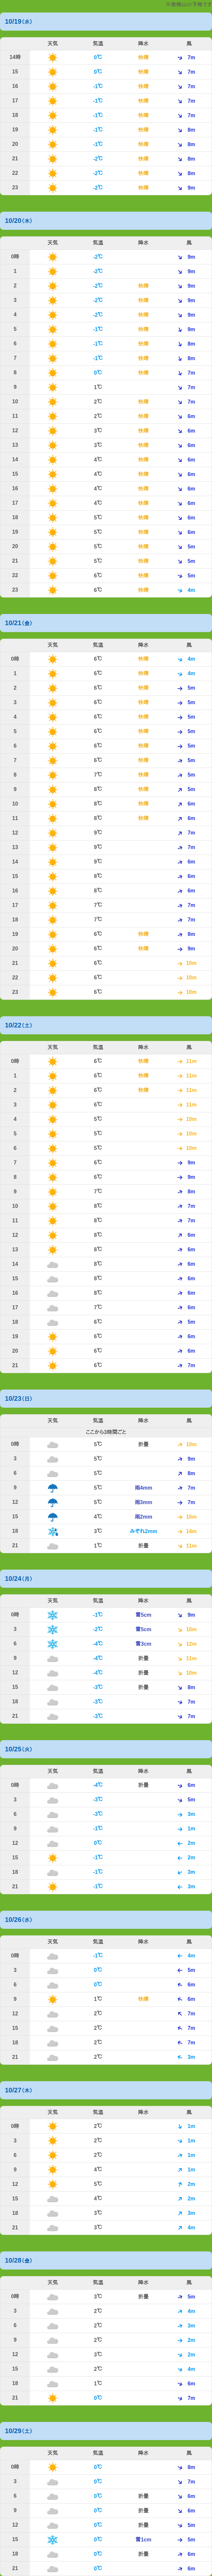 の予報です
10/19(水)
天気 気温 降水 風
14時 0℃ 快晴 7m
15 0℃ 快晴 7m
16 -1℃ 快晴 7m
17 -1℃ 快晴 7m
18 -1℃ 快晴 7m
19 -1℃ 快晴 8m
20 -2℃ 快晴 8m
21 -2℃ 快晴 8m
22 -2℃ 快晴 8m
23 -2℃ 快晴 9m
10/20(木)
天気 気温 降水 風
0時 -2℃ 9m
1 -2℃ 9m
2 -2℃ 快晴 9m
3 -2℃ 快晴 9m
4 -2℃ 快晴 9m
5 -1℃ 快晴 9m
6 -1℃ 快晴 8m
7 -1℃ 快晴 8m
8 0℃ 快晴 7m
9 1℃ 7m
10 2℃ 快晴 7m
11 2℃ 快晴 6m
12 3℃ 快晴 6m
13 3℃ 快晴 6m
14 4℃ 快晴 6m
15 4℃ 快晴 6m
16 4℃ 快晴 6m
17 4℃ 快晴 6m
18 5℃ 快晴 6m
19 5℃ 快晴 6m
20 5℃ 快晴 5m
21 5℃ 快晴 5m
22 6℃ 快晴 5m
23 6℃ 快晴 4m
10/21(金)
天気 気温 降水 風
0時 6℃ 快晴 4m
1 6℃ 快晴 4m
2 6℃ 快晴 5m
3 6℃ 快晴 5m
4 6℃ 快晴 5m
5 6℃ 快晴 5m
6 6℃ 快晴 5m
7 6℃ 快晴 5m
8 7℃ 快晴 5m
9 8℃ 快晴 5m
10 8℃ 快晴 6m
11 8℃ 快晴 6m
12 9℃ 7m
13 9℃ 7m
14 9℃ 6m
15 8℃ 6m
16 8℃ 6m
17 7℃ 7m
18 7℃ 7m
19 6℃ 快晴 8m
20 6℃ 快晴 9m
21 6℃ 10m
22 6℃ 10m
23 6℃ 10m
10/22(土)
天気 気温 降水 風
0時 6℃ 快晴 11m
1 6℃ 快晴 11m
2 6℃ 快晴 11m
3 6℃ 11m
4 5℃ 10m
5 5℃ 10m
6 5℃ 10m
7 6℃ 9m
8 6℃ 9m
9 7℃ 8m
10 8℃ 7m
11 8℃ 7m
12 8℃ 6m
13 8℃ 6m
14 8℃ 6m
15 8℃ 6m
16 8℃ 6m
17 7℃ 6m
18 6℃ 5m
19 6℃ 6m
20 6℃ 6m
21 6℃ 7m
10/23(日)
天気 気温 降水 風
ここから3時間ごと
0時 5℃ 折曇 10m
3 5℃ 9m
6 5℃ 8m
9 5℃ 雨4mm 7m
12 5℃ 雨3mm 7m
15 4℃ 雨2mm 10m
18 3℃ みぞれ2mm 14m
21 1℃ 折曇 11m
10/24(月)
天気 気温 降水 風
0時 -1℃ 雪5cm 9m
3 -2℃ 雪5cm 10m
6 -4℃ 雪3cm 12m
9 -4℃ 折曇 11m
12 -4℃ 折曇 10m
15 -3℃ 折曇 8m
18 -3℃ 7m
21 -3℃ 7m
10/25(火)
天気 気温 降水 風
0時 -4℃ 折曇 6m
3 -3℃ 5m
6 -3℃ 3m
9 -1℃ 1m
12 0℃ 2m
15 -1℃ 2m
18 -1℃ 3m
21 -1℃ 3m
10/26(水)
天気 気温 降水 風
0時 -1℃ 4m
3 0℃ 5m
6 0℃ 6m
9 1℃ 快晴 6m
12 2℃ 7m
15 2℃ 7m
18 2℃ 7m
21 2℃ 3m
10/27(木)
天気 気温 降水 風
0時 2℃ 1m
3 2℃ 1m
6 2℃ 1m
9 4℃ 1m
12 5℃ 2m
15 4℃ 2m
18 3℃ 3m
21 3℃ 4m
10/28(金)
天気 気温 降水 風
0時 3℃ 折曇 5m
3 2℃ 4m
6 2℃ 3m
9 2℃ 2m
12 3℃ 2m
15 2℃ 4m
18 1℃ 6m
21 0℃ 7m
10/29(土)
天気 気温 降水 風
0時 0℃ 8m
3 0℃ 7m
6 0℃ 折曇 6m
9 0℃ 折曇 6m
12 0℃ 折曇 5m
15 0℃ 雪1cm 5m
18 0℃ 折曇 6m
21 0℃ 6m